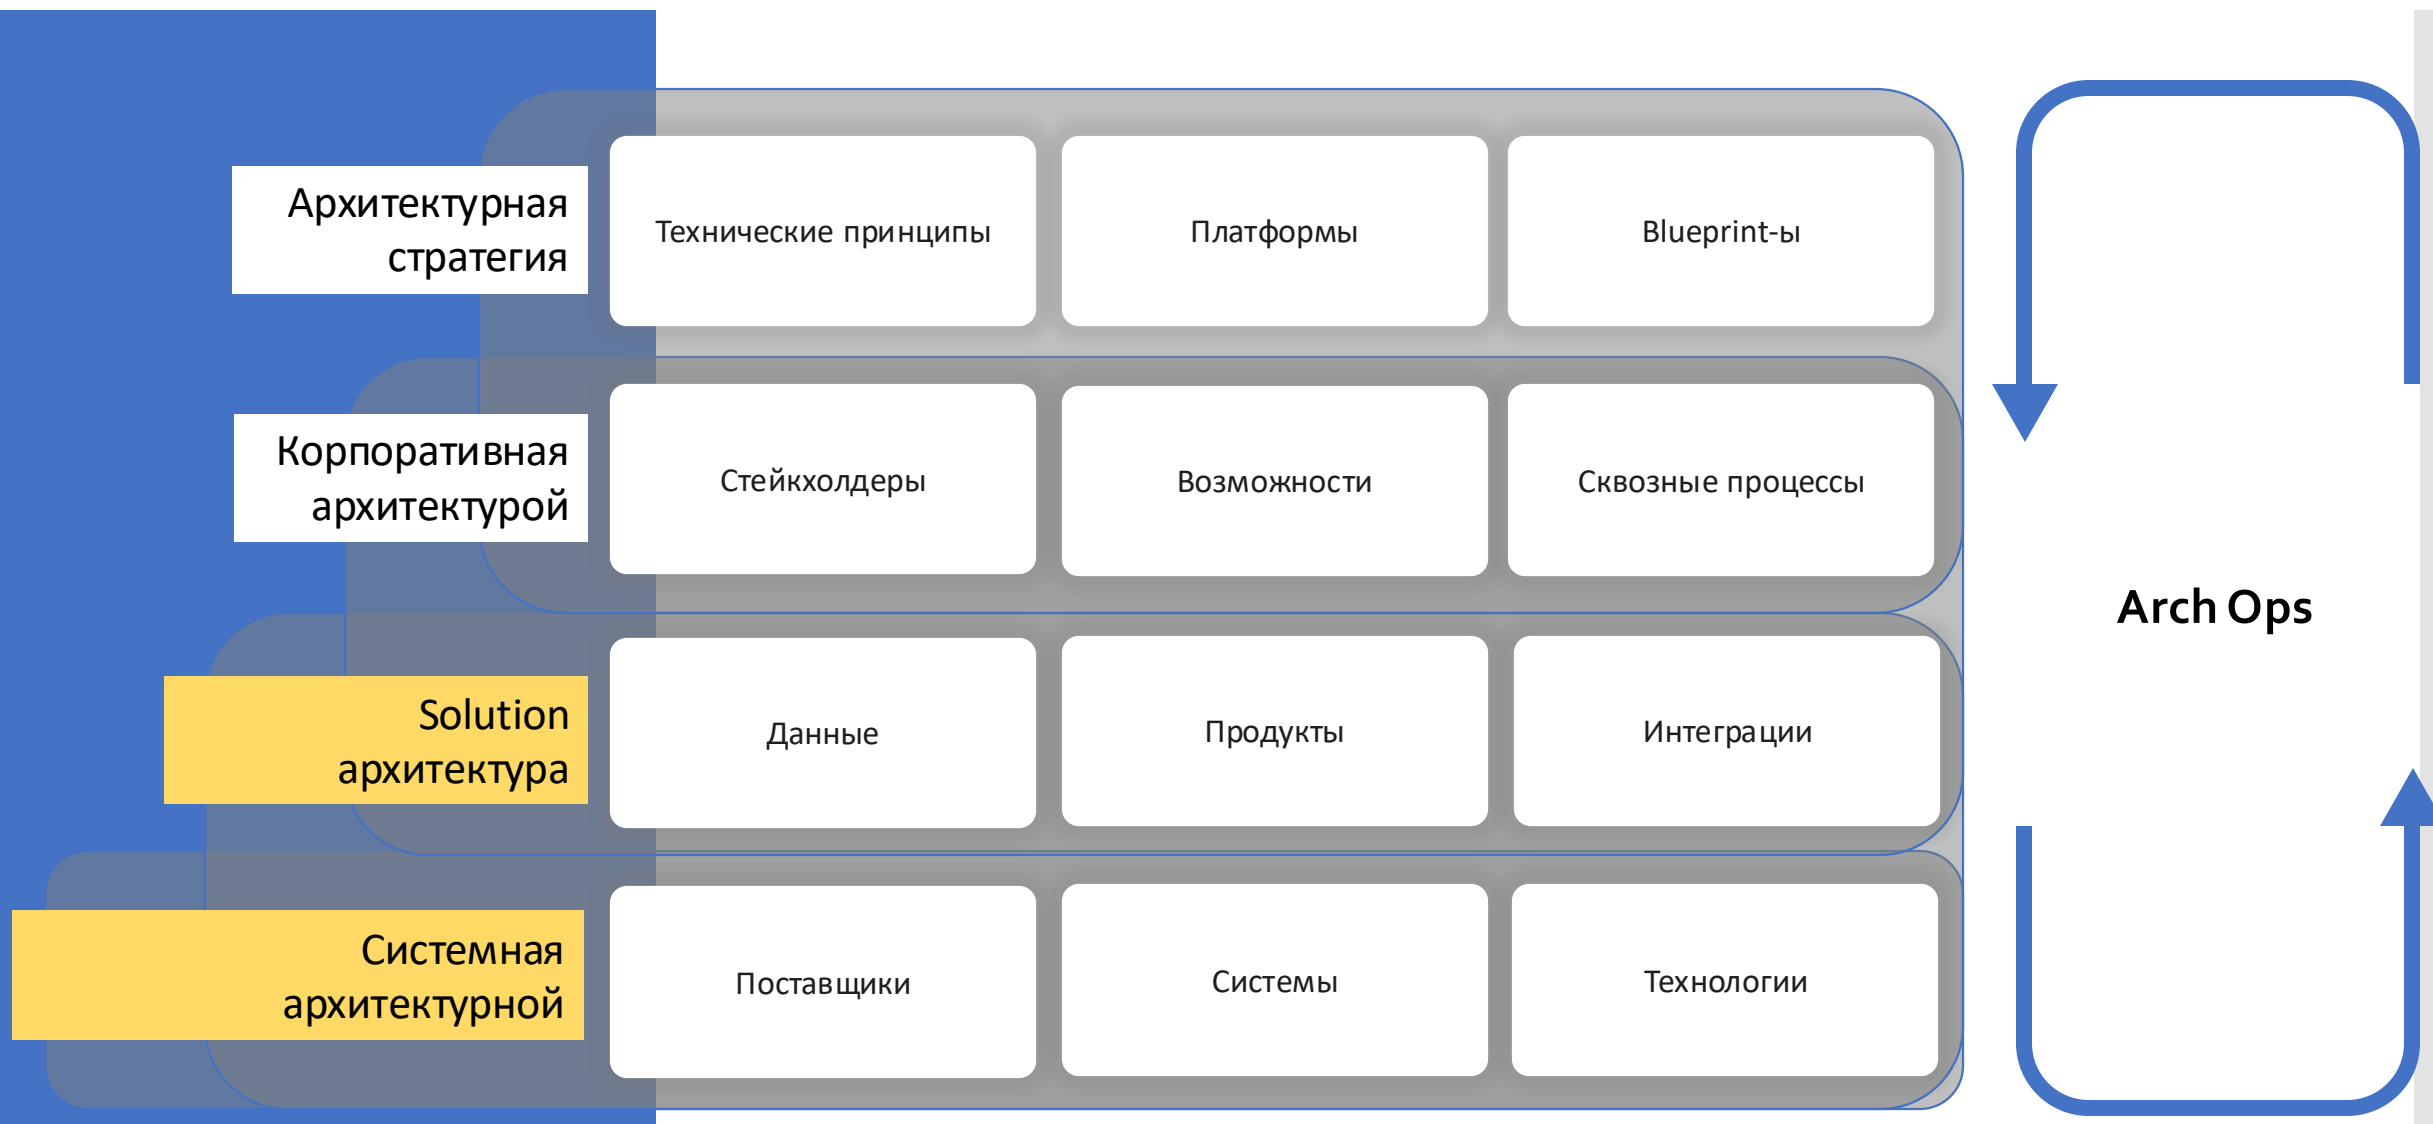 Архитектурная
стратегия
Технические принципы
Платформы
Blueprint-ы
Корпоративная
архитектурой
Стейкхолдеры
Возможности
Сквозные процессы
Arch Ops
Solution
архитектура
Данные
Продукты
Интеграции
Системная
архитектурной
Поставщики
Системы
Технологии